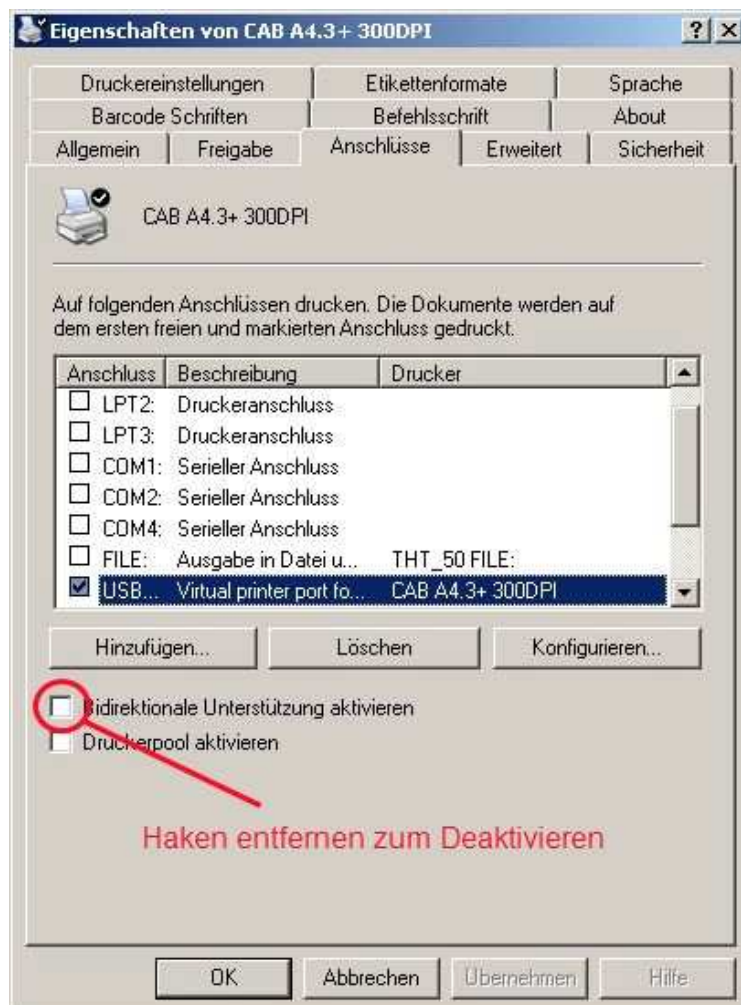 Eigenschaften von CAB A4.3+ 300DPI
Druckereinstellungen Etikettenformate Sprache
Barcode Schriften Befehlsschrift About
Allgemein Freigabe Anschlüsse Erweitert Sicherheit
CAB A4.3+ 300DPI
Auf folgenden Anschlüssen drucken. Die Dokumente werden auf
dem ersten freien und markierten Anschluss gedruckt.
Anschluss Beschreibung Drucker
LPT2: Druckeranschluss
LPT3: Druckeranschluss
COM1: Serieller Anschluss
COM2: Serieller Anschluss
COM4: Serieller Anschluss
FILE: Ausgabe in Datei u... THT_50 FILE:
USB... Virtual printer port fo... CAB A4.3+ 300DPI
Hinzufügen... Löschen Konfigurieren...
Bidirektionale Unterstützung aktivieren
Druckerpool aktivieren
Haken entfernen zum Deaktivieren
OK Abbrechen Übernehmen Hilfe